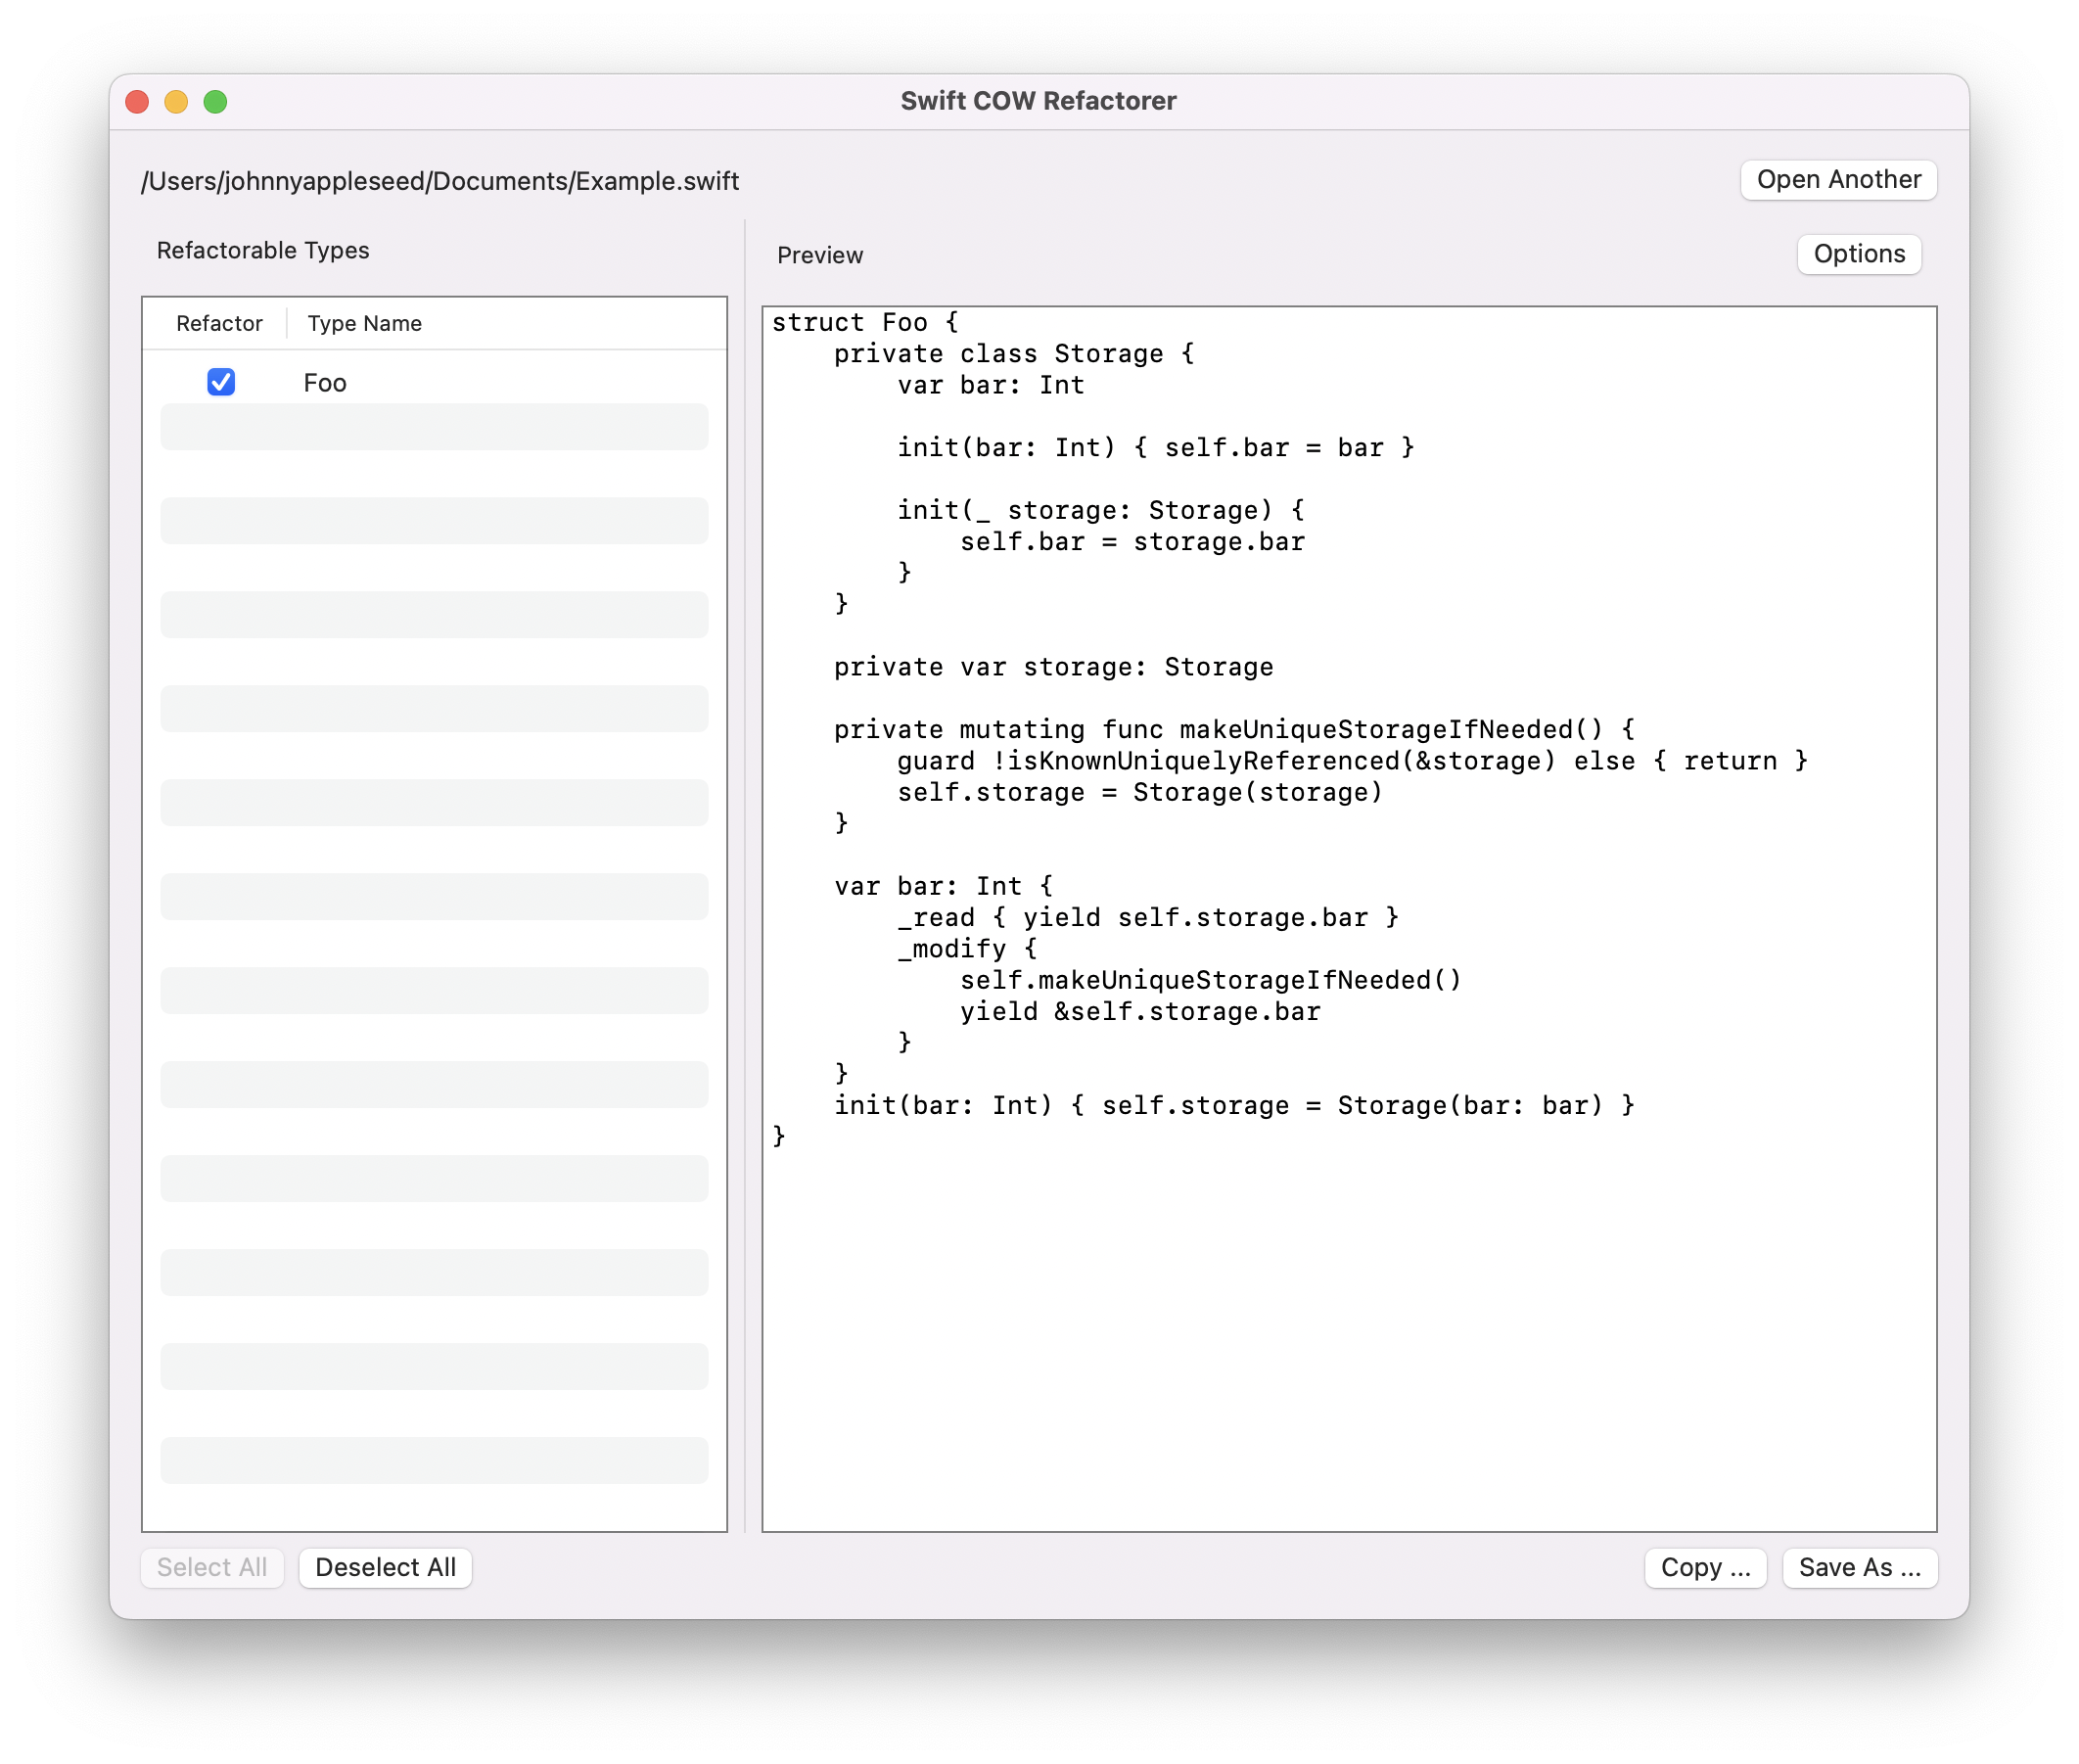 Swift COW Refactorer
/Users/johnnyappleseed/Documents/Example.swift
Open Another
Refactorable Types
Refactor
Type Name
Foo
Select All
Deselect All
Preview
Options
struct Foo {
    private class Storage {
        var bar: Int

        init(bar: Int) { self.bar = bar }

        init(_ storage: Storage) {
            self.bar = storage.bar
        }
    }

    private var storage: Storage

    private mutating func makeUniqueStorageIfNeeded() {
        guard !isKnownUniquelyReferenced(&storage) else { return }
        self.storage = Storage(storage)
    }

    var bar: Int {
        _read { yield self.storage.bar }
        _modify {
            self.makeUniqueStorageIfNeeded()
            yield &self.storage.bar
        }
    }
    init(bar: Int) { self.storage = Storage(bar: bar) }
}
Copy ...
Save As ...